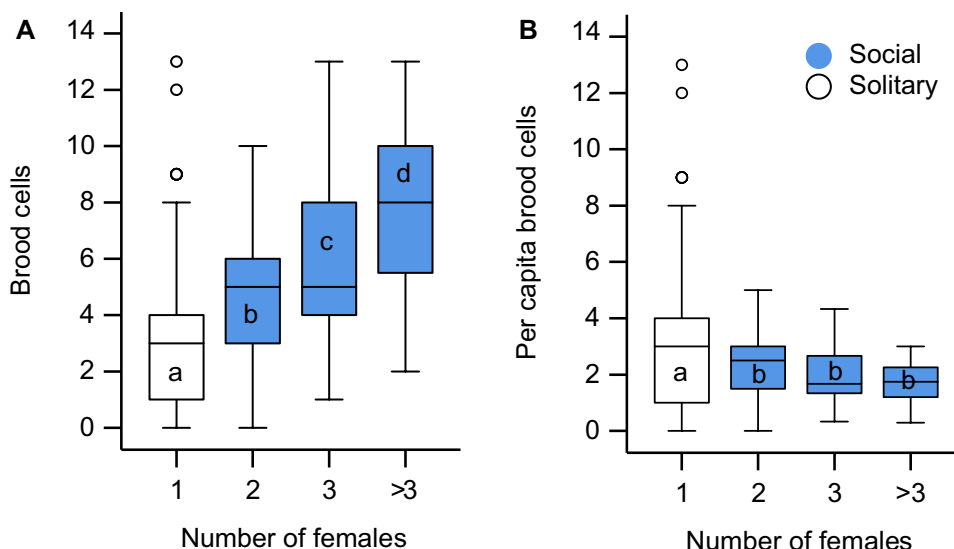 A
Brood cells
14
12
10
8
6
4
2
0
a
b
c
d
1 2 3 >3
Number of females
B
Social
Solitary
Per capita brood cells
14
12
10
8
6
4
2
0
a
b
b
b
1 2 3 >3
Number of females